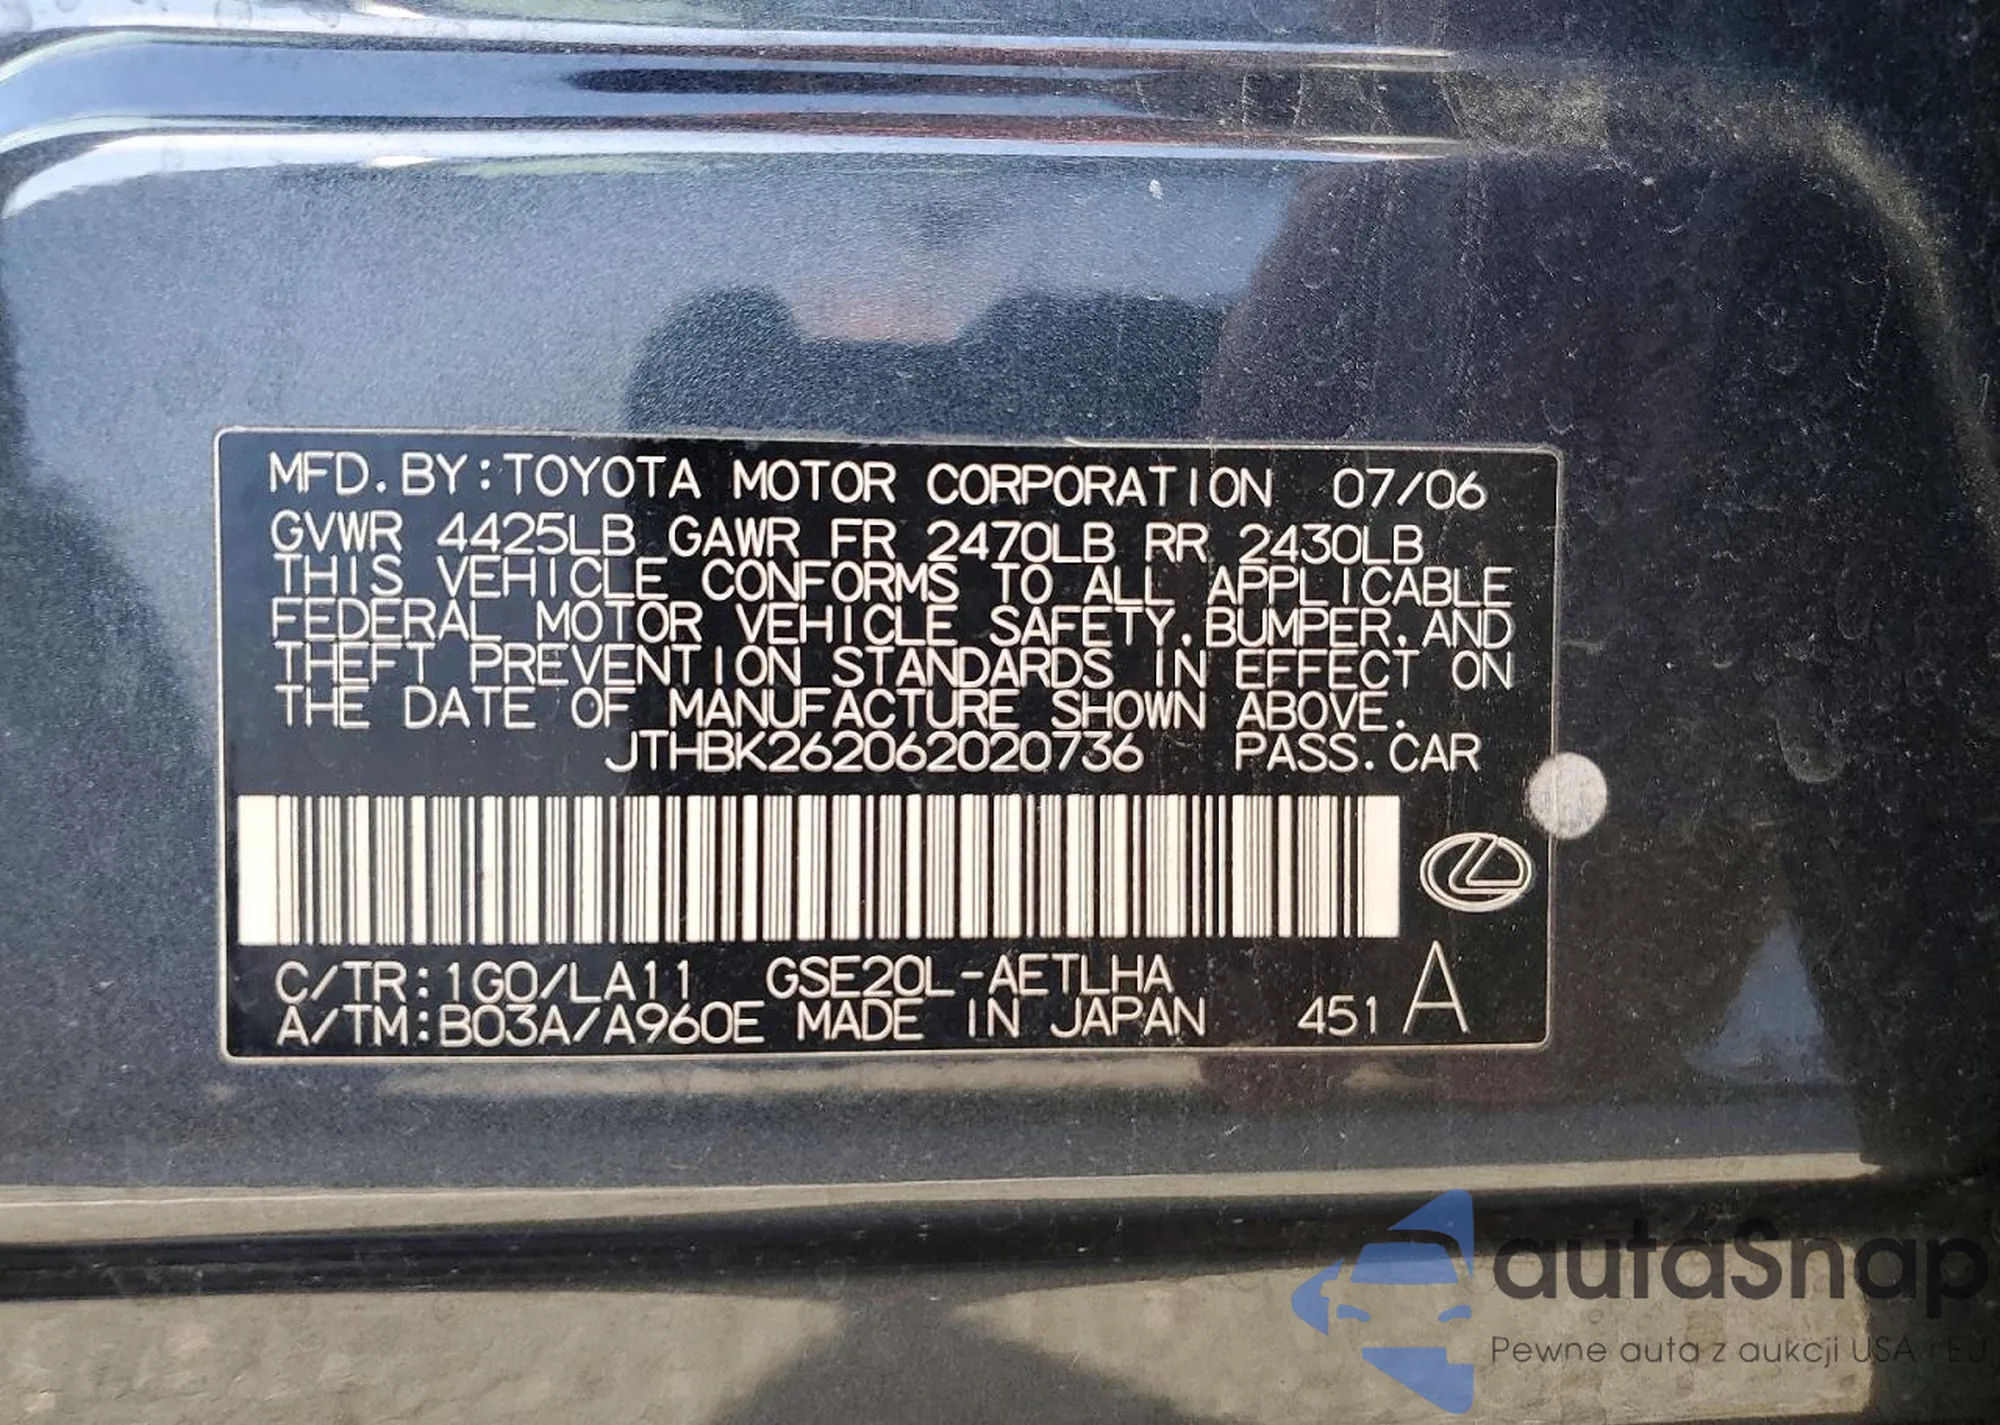 MFD. BY: TOYOTA MOTOR CORPORATION 07/06
GVWR 4425LB GAWR FR 2470LB RR 2430LB
THIS VEHICLE CONFORMS TO ALL APPLICABLE
FEDERAL MOTOR VEHICLE SAFETY, BUMPER, AND
THEFT PREVENTION STANDARDS IN EFFECT ON
THE DATE OF MANUFACTURE SHOWN ABOVE.
JTHBK262062020736 PASS. CAR
C/TR: 1G0/LA11 GSE20L-AETLHA
A/TM: B03A/A960E MADE IN JAPAN 451 A
autaSnap
Pewne auta z aukcji USA i EU